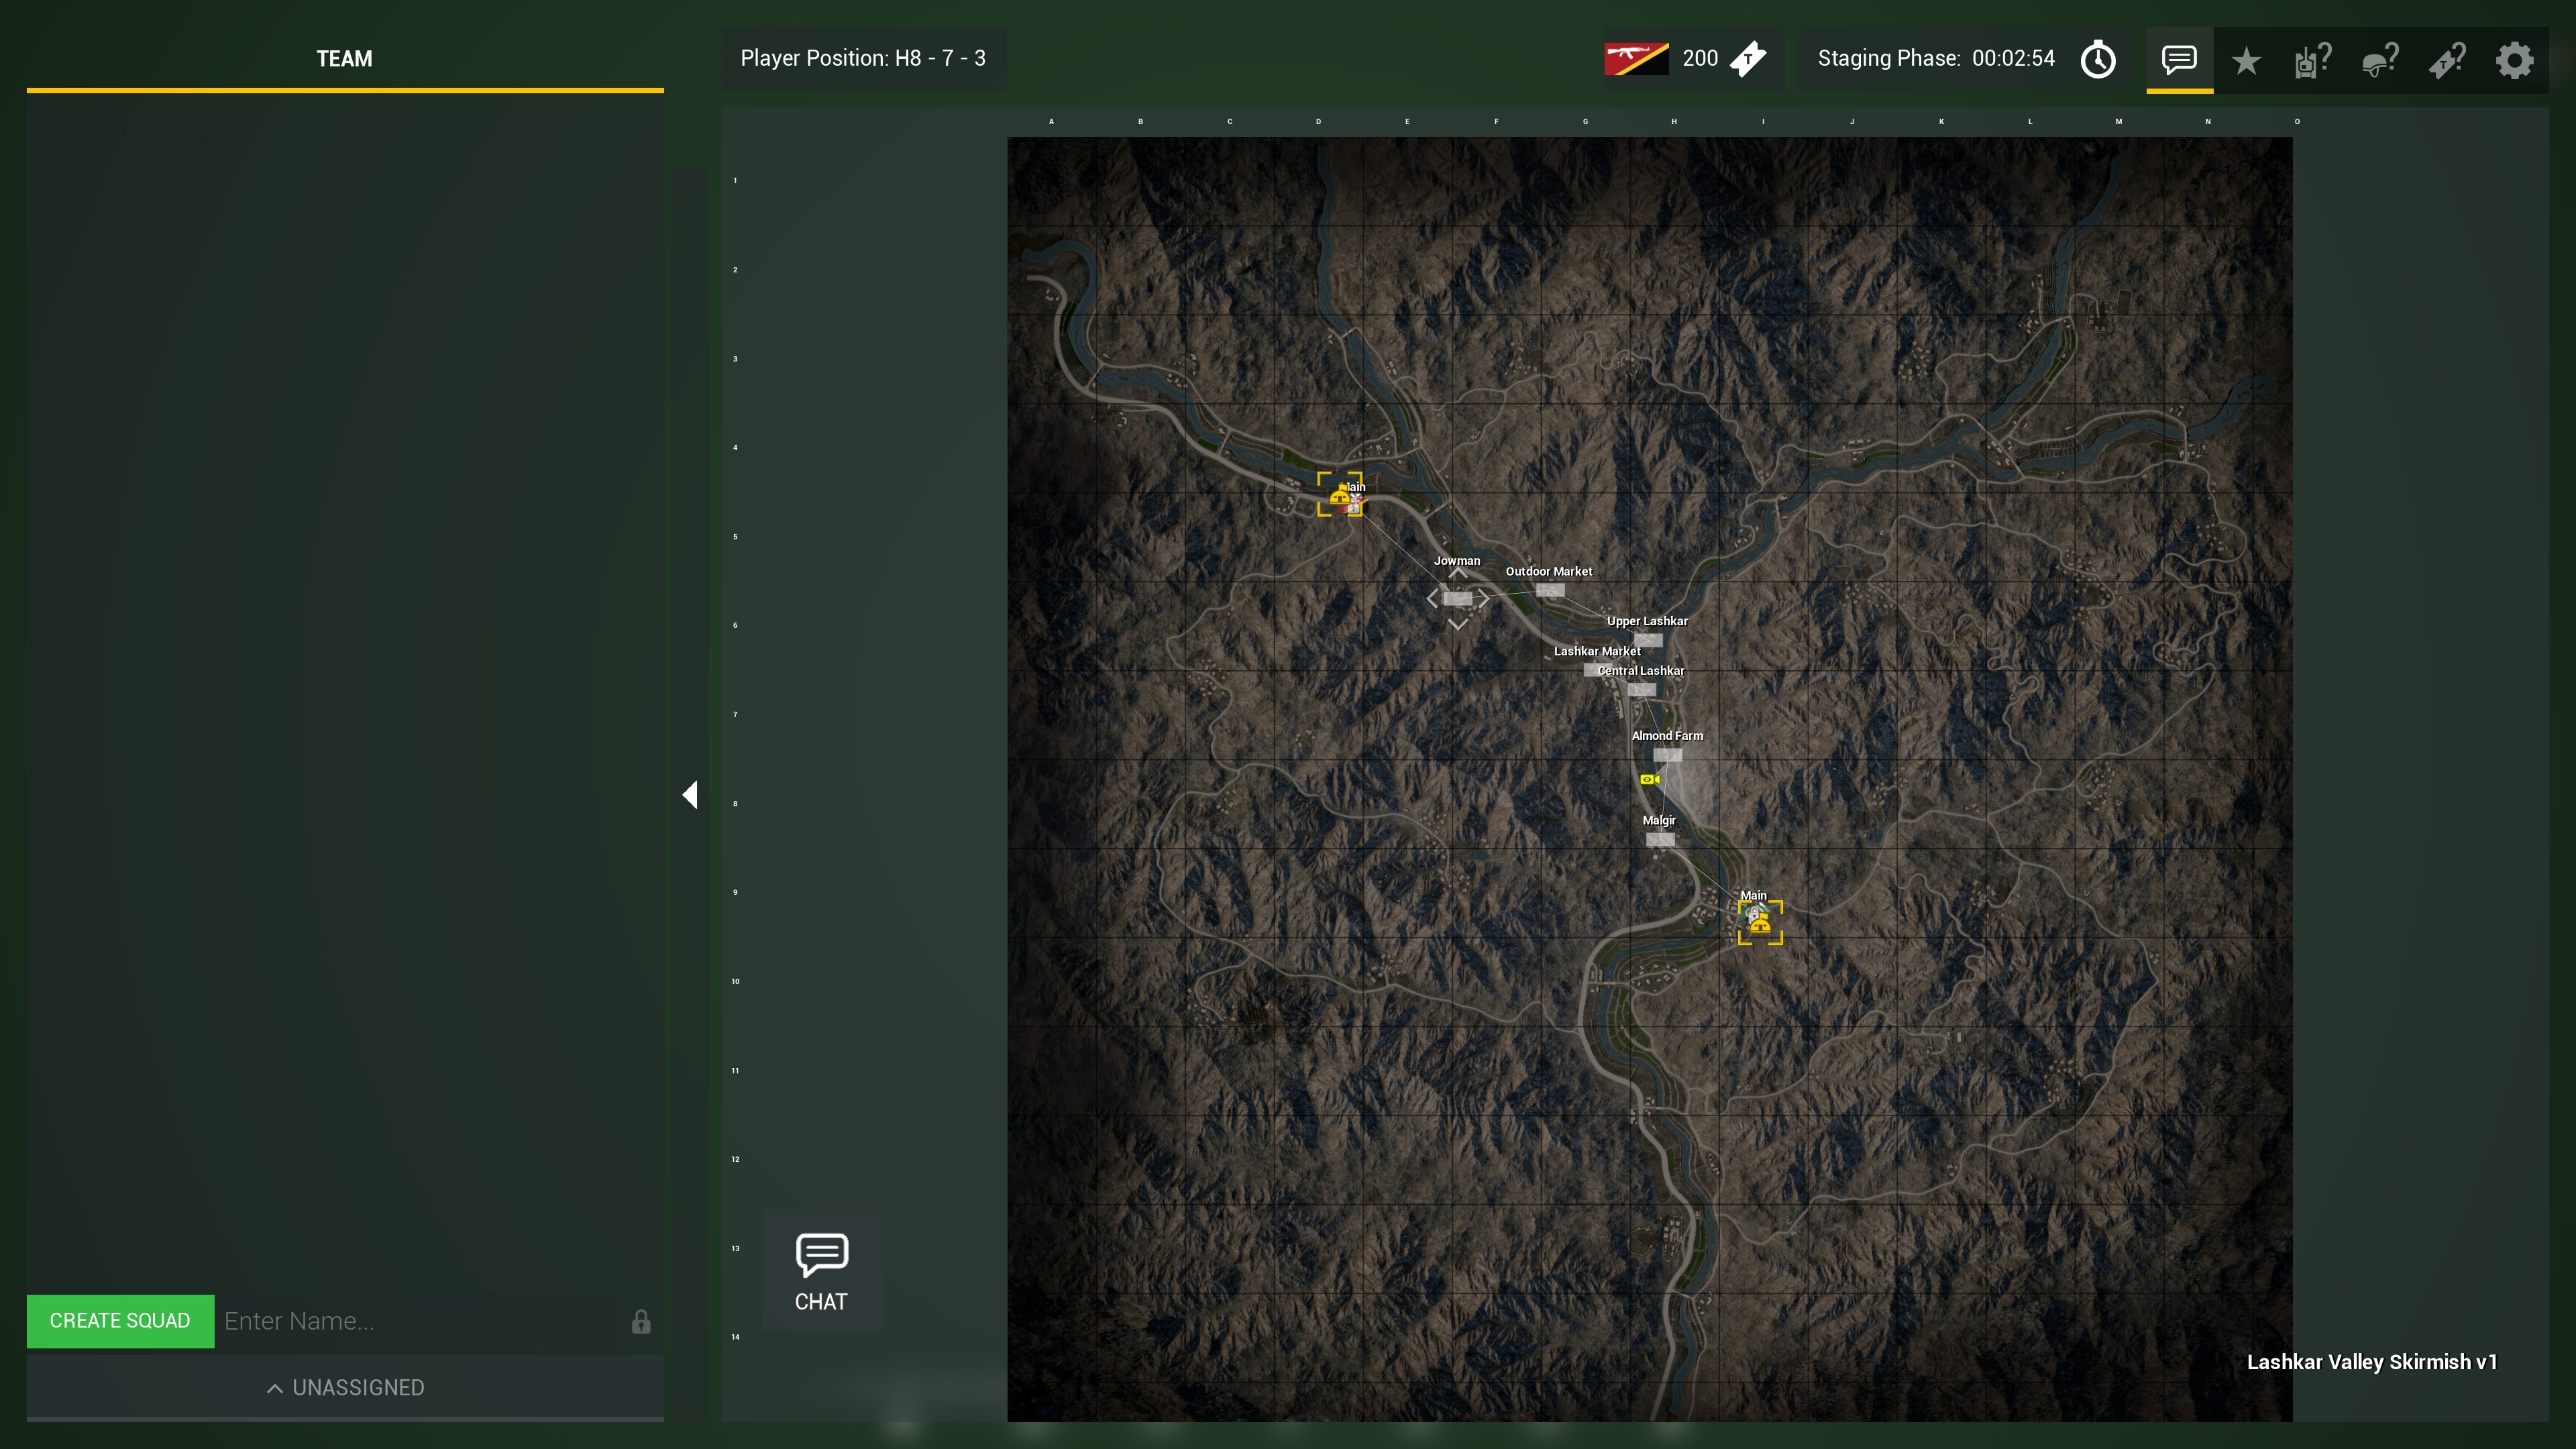 TEAM
Player Position: H8 - 7 - 3
200
T
Staging Phase: 00:02:54
? ? T?
A B C D E F G H I J K L M N O
1
2
3
4
5
6
7
8
9
10
11
12
13
14
Jowman
Outdoor Market
Upper Lashkar
Lashkar Market
Central Lashkar
Almond Farm
Malgir
Main
CHAT
CREATE SQUAD Enter Name...
UNASSIGNED
Lashkar Valley Skirmish v1